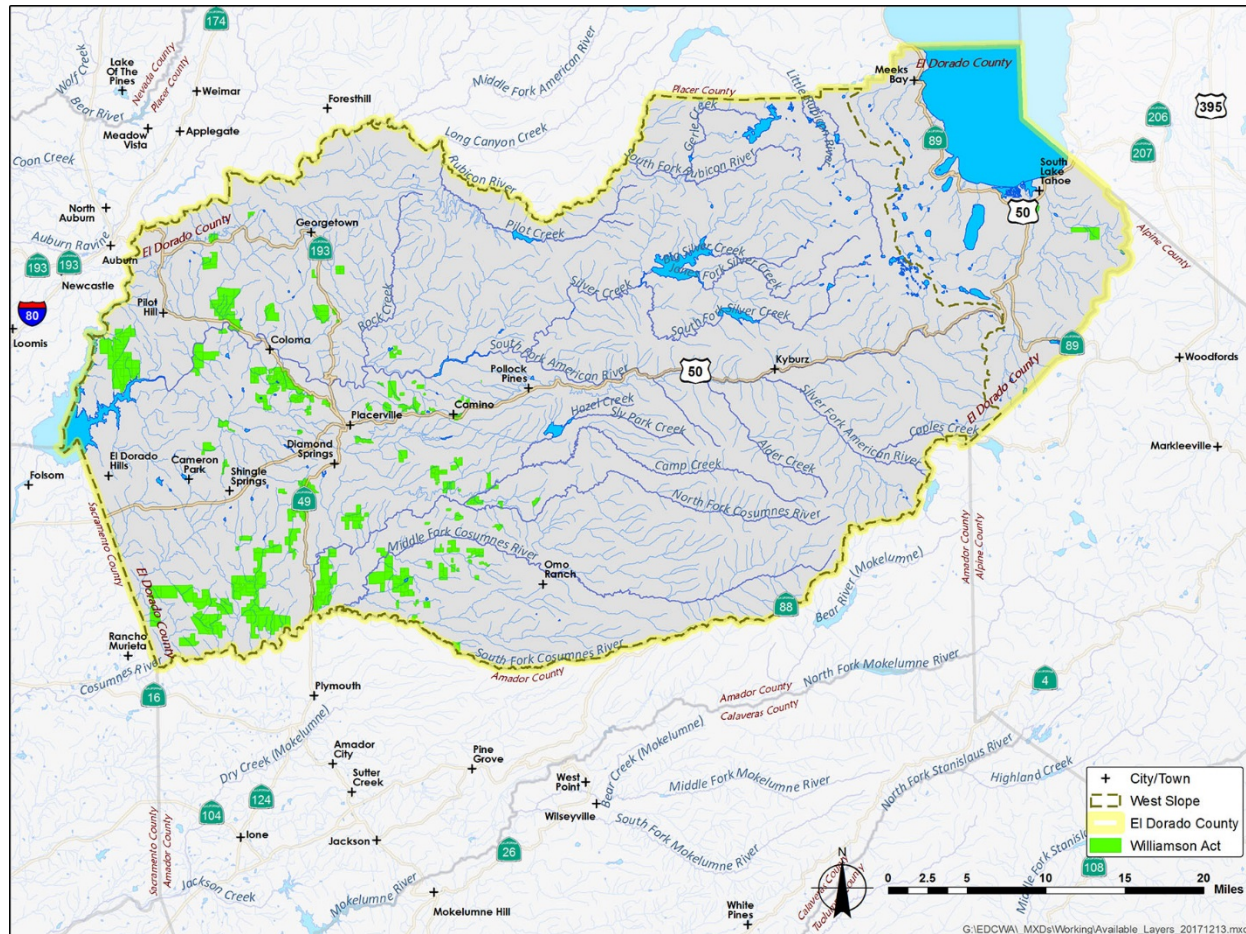 174
Lake
Of The
Pines
Weimar
Wolf Creek
Nevada County
Placer County
Bear River
Meadow
Vista
Applegate
Foresthill
Middle Fork American River
Long Canyon Creek
Coon Creek
North
Auburn
Auburn Ravine
Auburn
193
193
Newcastle
80
Loomis
El Dorado County
Georgetown
193
Rubicon River
Pilot Creek
Placer County
Gerle Creek
Little Rubicon River
South Fork Rubicon River
Meeks
Bay
El Dorado County
89
South
Lake
Tahoe
50
206
207
395
Alpine County
Pilot
Hill
Coloma
Rock Creek
Silver Creek
Big Silver Creek
Jones Fork Silver Creek
South Fork Silver Creek
South Fork American River
Pollock
Pines
50
Kyburz
89
Woodfords
El Dorado County
Placerville
Camino
Hazel Creek
Sly Park Creek
Silver Fork American River
Caples Creek
Markleeville
Folsom
El Dorado
Hills
Cameron
Park
Shingle
Springs
Diamond
Springs
49
Camp Creek
Alder Creek
North Fork Cosumnes River
Sacramento County
El Dorado County
Middle Fork Cosumnes River
Omo
Ranch
88
Bear River (Mokelumne)
Amador County
Alpine County
Rancho
Murieta
Cosumnes River
16
Plymouth
South Fork Cosumnes River
Amador County
North Fork Mokelumne River
Amador County
Calaveras County
4
Dry Creek (Mokelumne)
Amador
City
Sutter
Creek
Pine
Grove
West
Point
Wilseyville
Bear Creek (Mokelumne)
Middle Fork Mokelumne River
South Fork Mokelumne River
North Fork Stanislaus River
Highland Creek
Middle Fork Stanislaus
108
104
124
Ione
Jackson
26
Sacramento County
Amador County
Jackson Creek
Mokelumne River
Mokelumne Hill
White
Pines
Calaveras County
Tuolumne County
City/Town
West Slope
El Dorado County
Williamson Act
N
0 2.5 5 10 15 20
Miles
G:\EDCWA\_MXDs\Working\Available_Layers_20171213.mxd